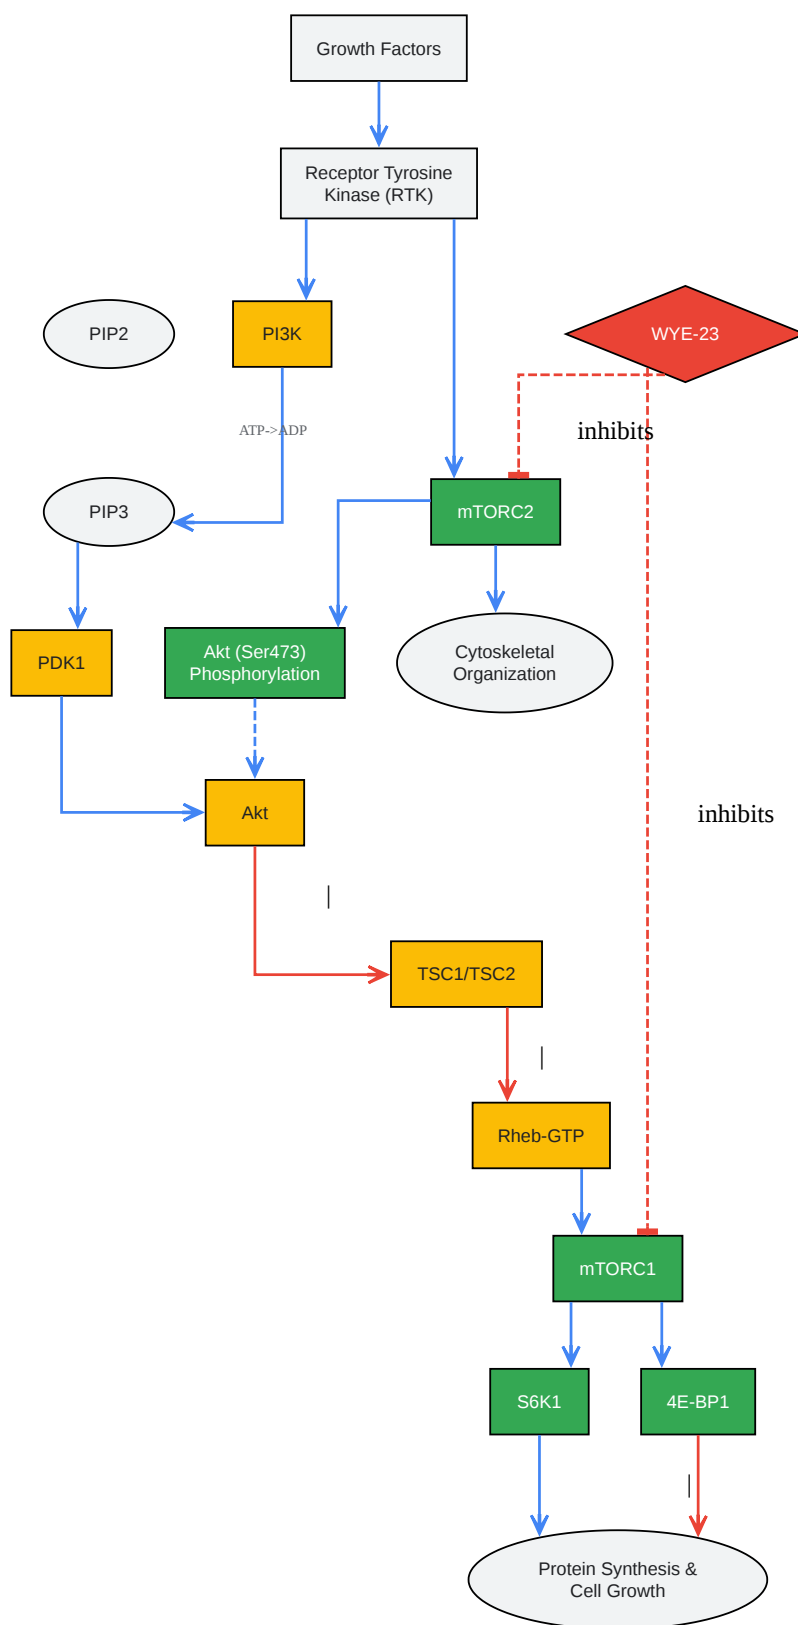 Growth Factors
Receptor Tyrosine
Kinase (RTK)
PIP2
PI3K
WYE-23
ATP->ADP
inhibits
PIP3
mTORC2
PDK1
Akt (Ser473)
Phosphorylation
Cytoskeletal
Organization
Akt
inhibits
|
TSC1/TSC2
|
Rheb-GTP
mTORC1
S6K1
4E-BP1
|
Protein Synthesis &
Cell Growth